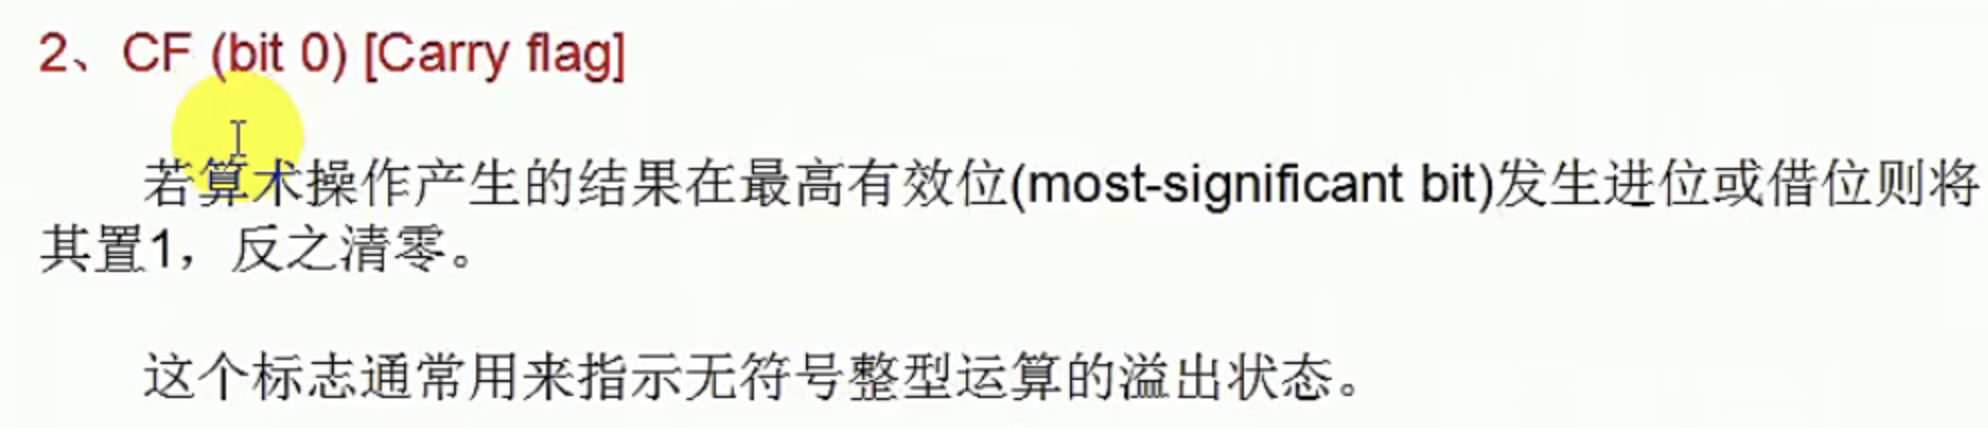 2、CF (bit 0) [Carry flag]
若算术操作产生的结果在最高有效位(most-significant bit)发生进位或借位则将
其置1，反之清零。
这个标志通常用来指示无符号整型运算的溢出状态。